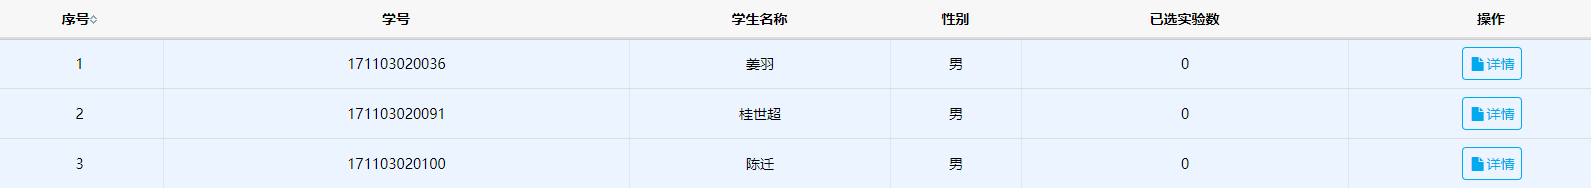 序号 学号 学生名称 性别 已选实验数 操作
1 171103020036 姜羽 男 0 详情
2 171103020091 桂世超 男 0 详情
3 171103020100 陈迁 男 0 详情